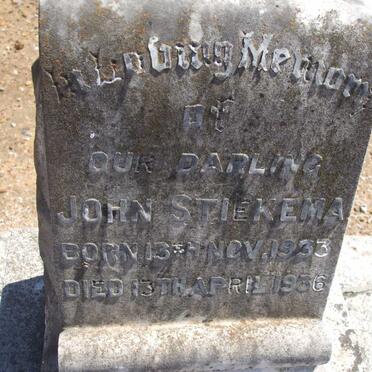 In Loving Memory
of
OUR DARLING
JOHN STIEKEMA
BORN 13TH NOV. 1933
DIED 13TH APRIL 1936